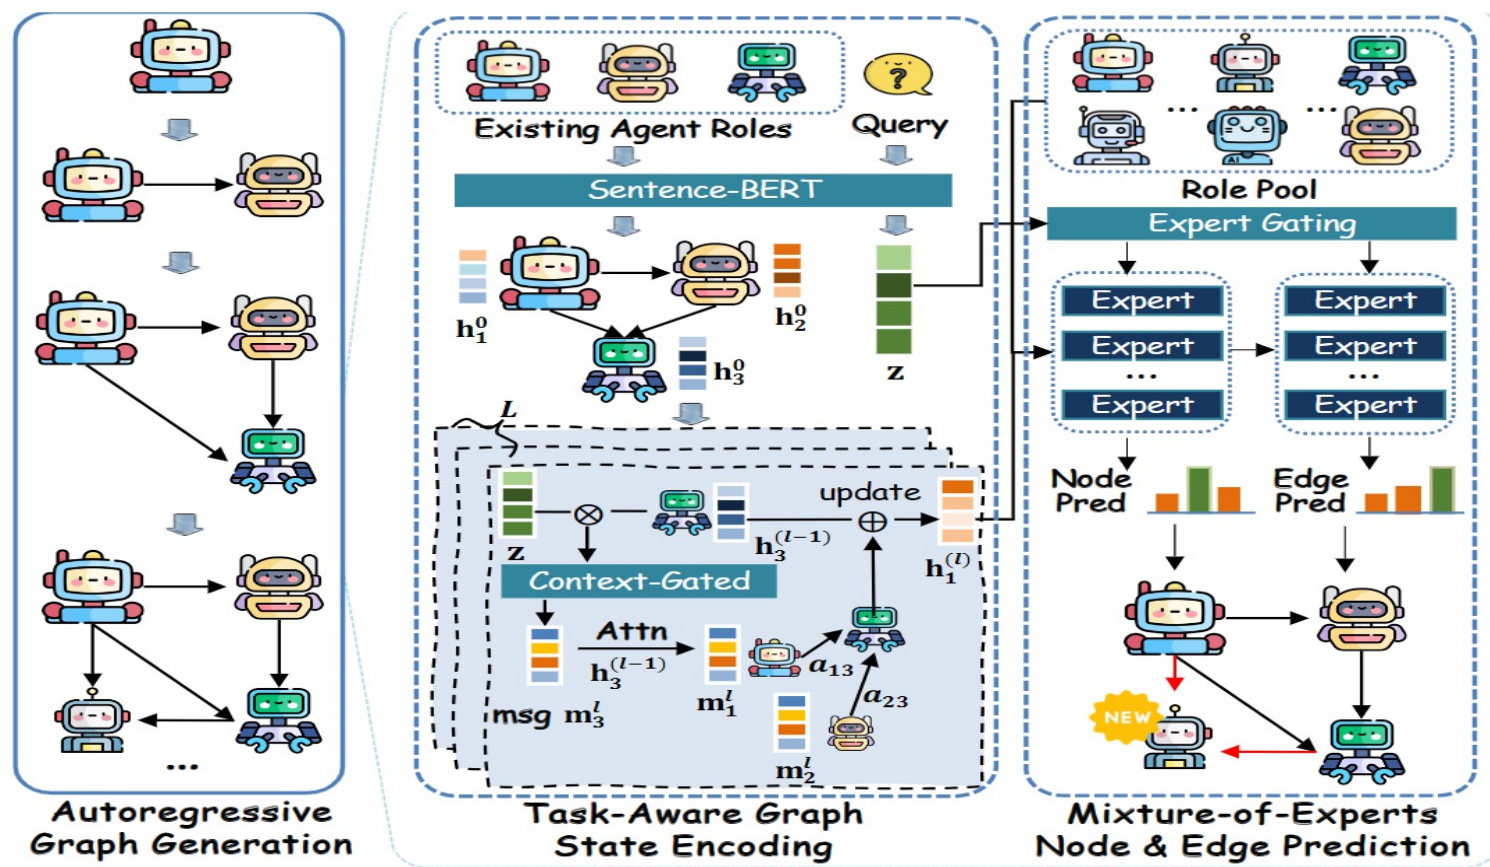 ...
Autoregressive
Graph Generation
Existing Agent Roles
?
Query
Sentence-BERT
h₁⁰
h₂⁰
h₃⁰
z
L
z
h₃^(l-1)
update
h₁^(l)
Context-Gated
Attn
h₃^(l-1)
msg m₃^l
m₁^l
a₁₃
a₂₃
m₂^l
Task-Aware Graph
State Encoding
...
...
AI
Role Pool
Expert Gating
Expert
Expert
...
Expert
Expert
Expert
...
Expert
Node
Pred
Edge
Pred
NEW
Mixture-of-Experts
Node & Edge Prediction